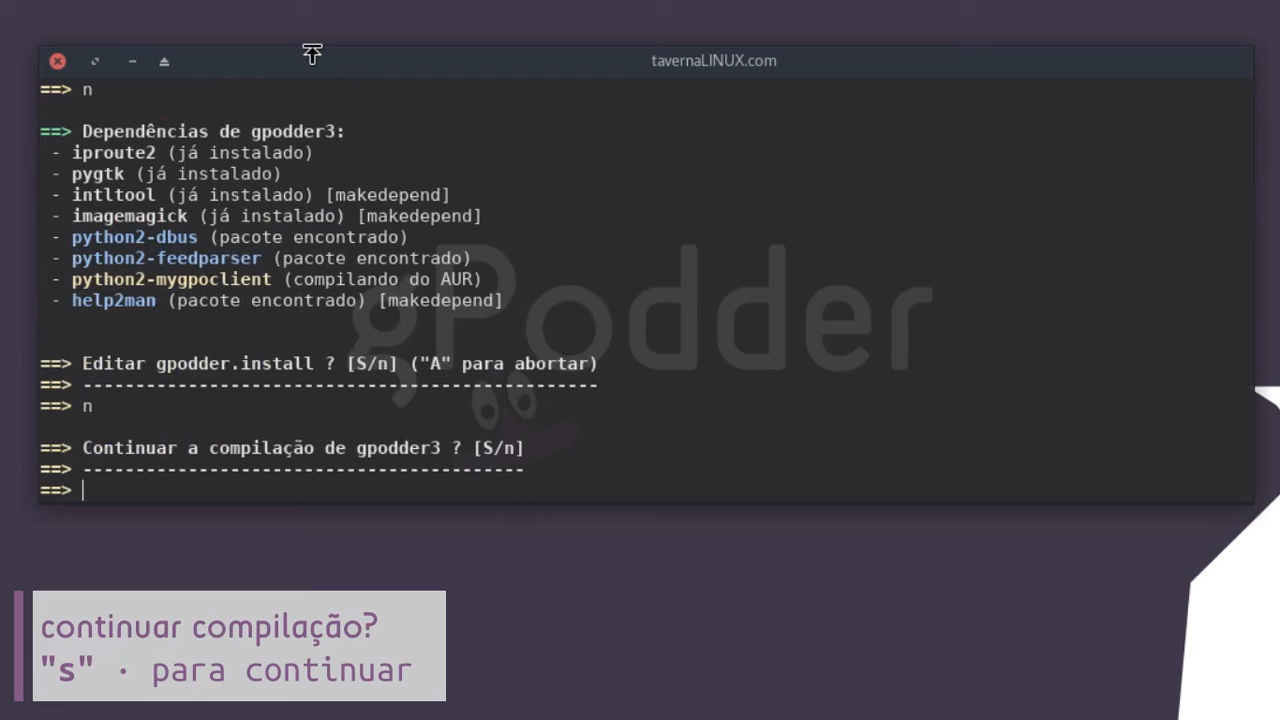 tavernaLINUX.com
==> n
==> Dependências de gpodder3:
- iproute2 (já instalado)
- pygtk (já instalado)
- intltool (já instalado) [makedepend]
- imagemagick (já instalado) [makedepend]
- python2-dbus (pacote encontrado)
- python2-feedparser (pacote encontrado)
- python2-mygpoclient (compilando do AUR)
- help2man (pacote encontrado) [makedepend]
gPodder
==> Editar gpodder.install ? [S/n] ("A" para abortar)
==> -------------------------------------------------
==> n
==> Continuar a compilação de gpodder3 ? [S/n]
==> ------------------------------------------
==>
continuar compilação?
"s" · para continuar